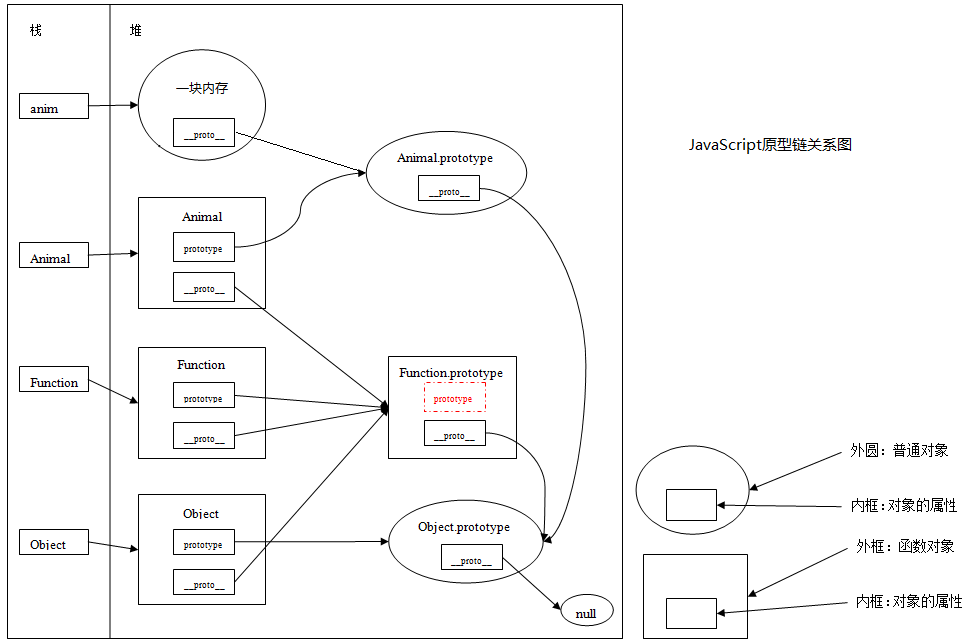 栈
堆
一块内存
__proto__
anim
Animal.prototype
__proto__
JavaScript原型链关系图
Animal
prototype
__proto__
Animal
Function
prototype
__proto__
Function
Function.prototype
prototype
__proto__
Object
prototype
__proto__
Object
Object.prototype
__proto__
null
外圆：普通对象
内框：对象的属性
外框：函数对象
内框：对象的属性